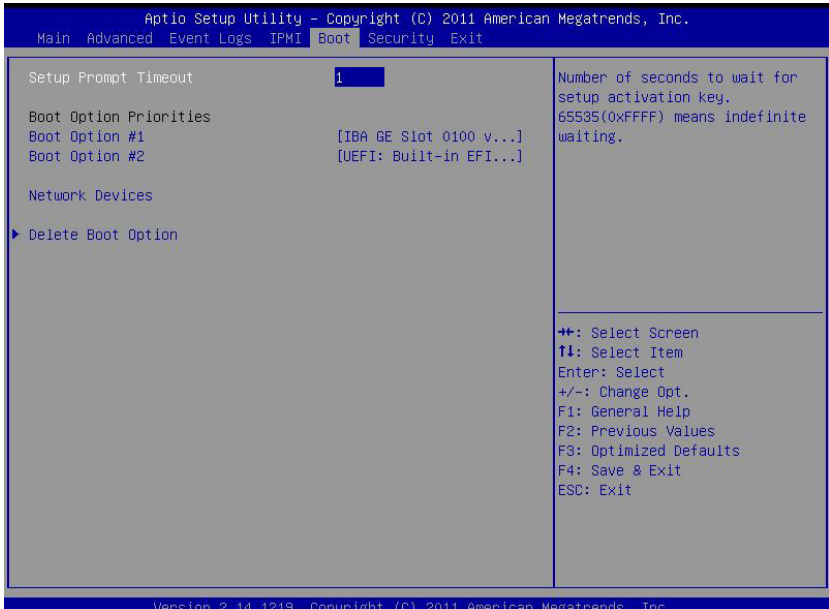 Aptio Setup Utility – Copyright (C) 2011 American Megatrends, Inc.
Main Advanced Event Logs IPMI Boot Security Exit
Setup Prompt Timeout 1
Boot Option Priorities
Boot Option #1 [IBA GE Slot 0100 v...]
Boot Option #2 [UEFI: Built-in EFI...]
Network Devices
▶ Delete Boot Option
Number of seconds to wait for
setup activation key.
65535(0xFFFF) means indefinite
waiting.
→←: Select Screen
↑↓: Select Item
Enter: Select
+/-: Change Opt.
F1: General Help
F2: Previous Values
F3: Optimized Defaults
F4: Save & Exit
ESC: Exit
Version 2.14.1219. Copyright (C) 2011 American Megatrends, Inc.